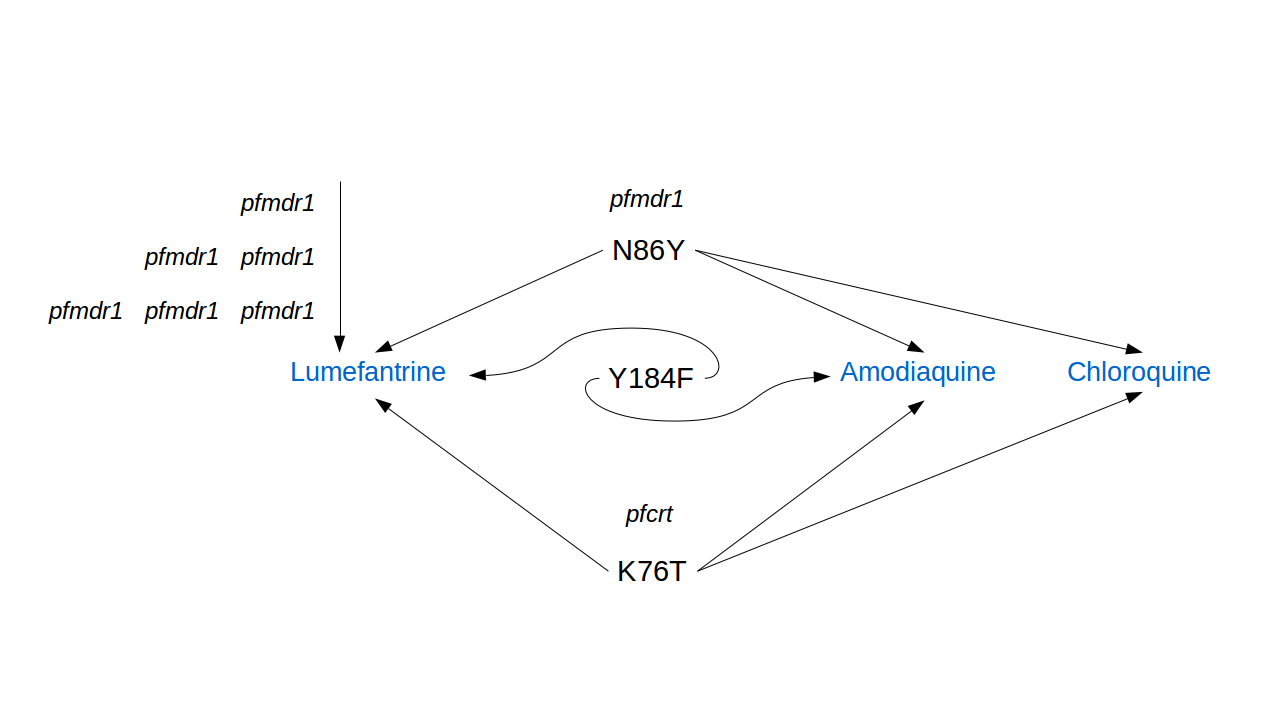 pfmdr1
pfmdr1 pfmdr1
pfmdr1 pfmdr1 pfmdr1
pfmdr1
N86Y
Lumefantrine
Y184F
Amodiaquine
Chloroquine
pfcrt
K76T